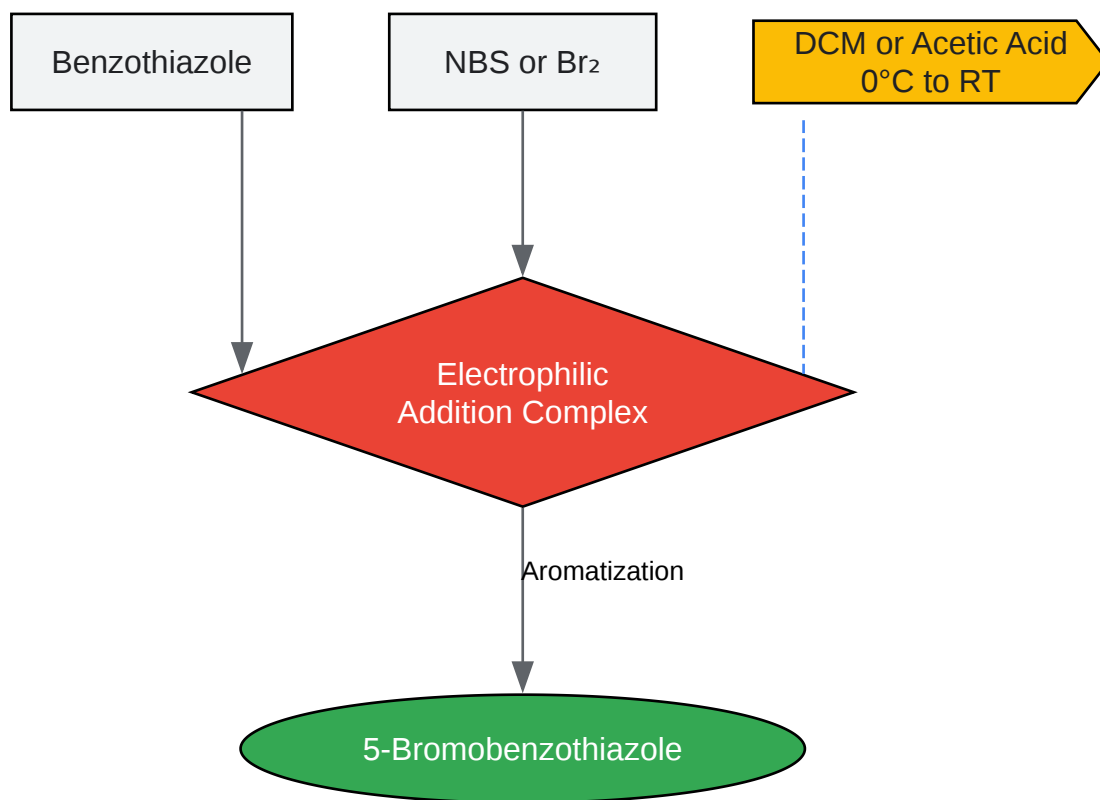 Benzothiazole
NBS or Br₂
DCM or Acetic Acid
0°C to RT
Electrophilic
Addition Complex
Aromatization
5-Bromobenzothiazole